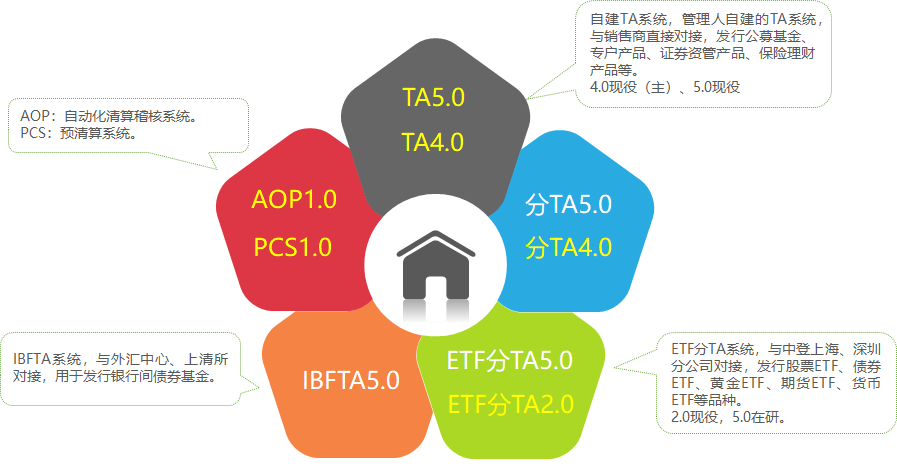 自建TA系统，管理人自建的TA系统，
与销售商直接对接，发行公募基金、
专户产品、证券资管产品、保险理财
产品等。
4.0现役（主）、5.0现役
TA5.0
TA4.0
AOP：自动化清算稽核系统。
PCS：预清算系统。
AOP1.0
PCS1.0
分TA5.0
分TA4.0
IBFTA系统，与外汇中心、上清所
对接，用于发行银行间债券基金。
IBFTA5.0
ETF分TA5.0
ETF分TA2.0
ETF分TA系统，与中登上海、深圳
分公司对接，发行股票ETF、债券
ETF、黄金ETF、期货ETF、货币
ETF等品种。
2.0现役，5.0在研。